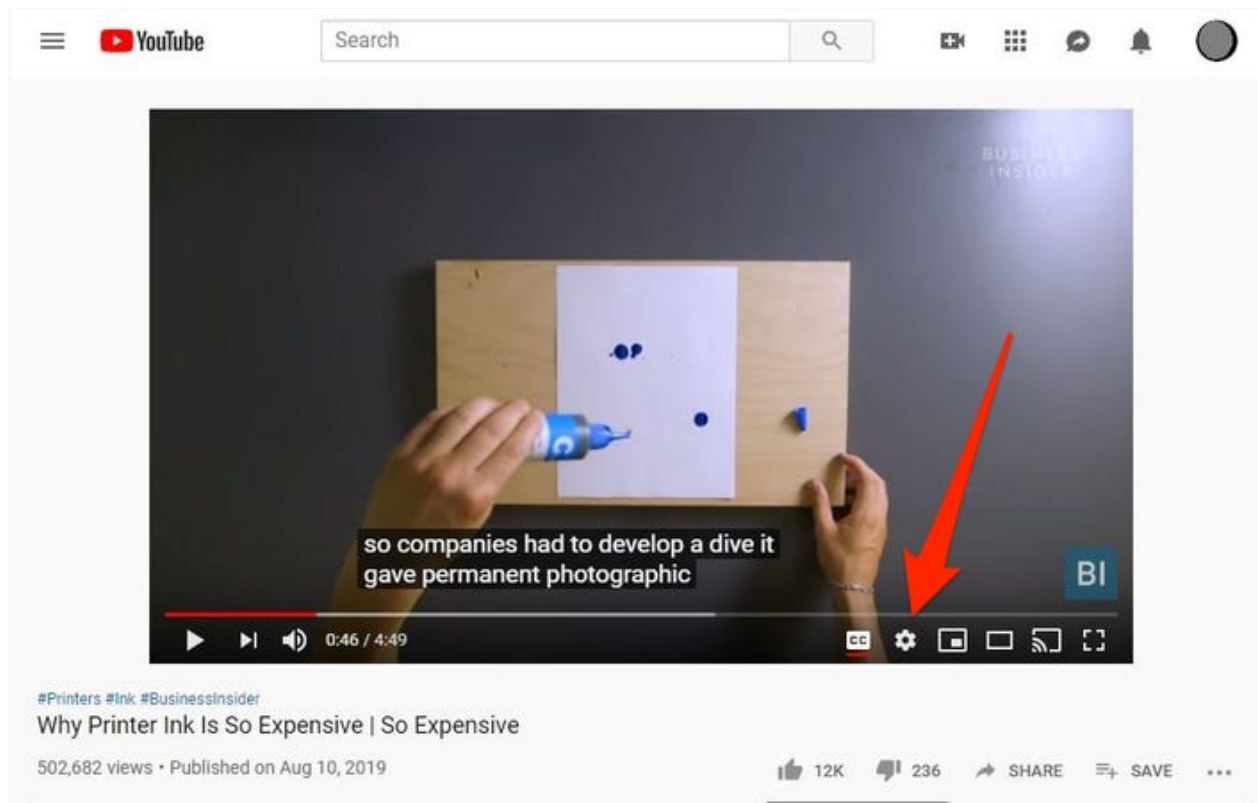 YouTube
Search
BUSINESS
INSIDER
C
so companies had to develop a dive it
gave permanent photographic
BI
0:46 / 4:49
CC
#Printers #Ink #BusinessInsider
Why Printer Ink Is So Expensive | So Expensive
502,682 views • Published on Aug 10, 2019
12K 236 SHARE SAVE